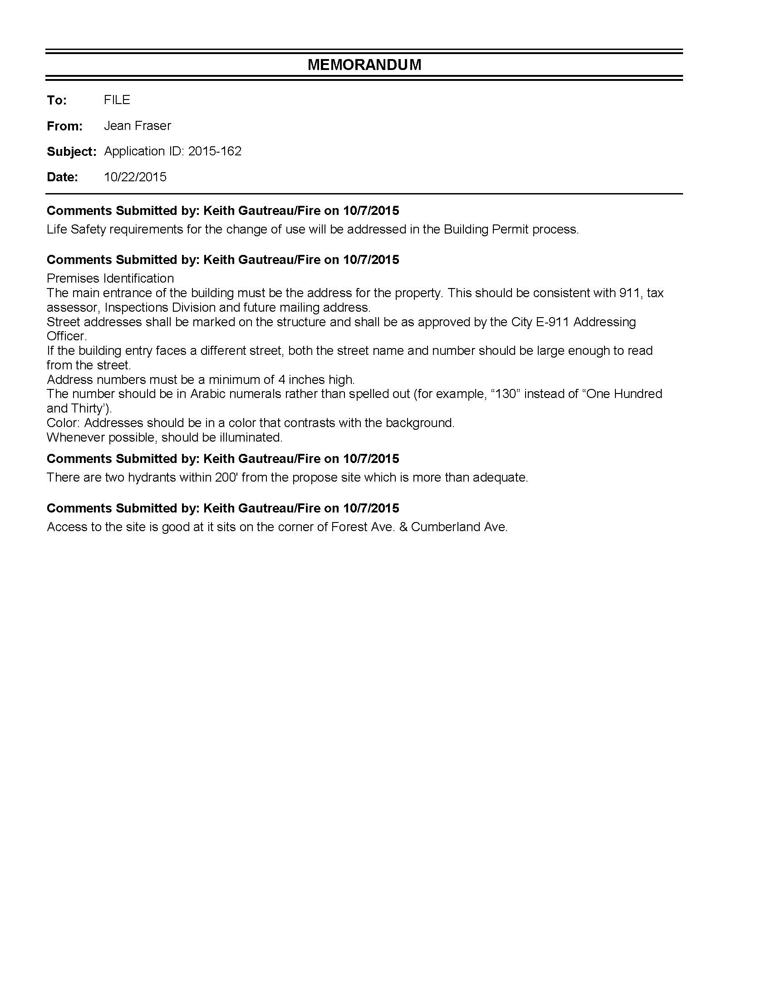 MEMORANDUM
To: FILE
From: Jean Fraser
Subject: Application ID: 2015-162
Date: 10/22/2015
Comments Submitted by: Keith Gautreau/Fire on 10/7/2015
Life Safety requirements for the change of use will be addressed in the Building Permit process.
Comments Submitted by: Keith Gautreau/Fire on 10/7/2015
Premises Identification
The main entrance of the building must be the address for the property. This should be consistent with 911, tax
assessor, Inspections Division and future mailing address.
Street addresses shall be marked on the structure and shall be as approved by the City E-911 Addressing
Officer.
If the building entry faces a different street, both the street name and number should be large enough to read
from the street.
Address numbers must be a minimum of 4 inches high.
The number should be in Arabic numerals rather than spelled out (for example, “130” instead of “One Hundred
and Thirty’).
Color: Addresses should be in a color that contrasts with the background.
Whenever possible, should be illuminated.
Comments Submitted by: Keith Gautreau/Fire on 10/7/2015
There are two hydrants within 200' from the propose site which is more than adequate.
Comments Submitted by: Keith Gautreau/Fire on 10/7/2015
Access to the site is good at it sits on the corner of Forest Ave. & Cumberland Ave.